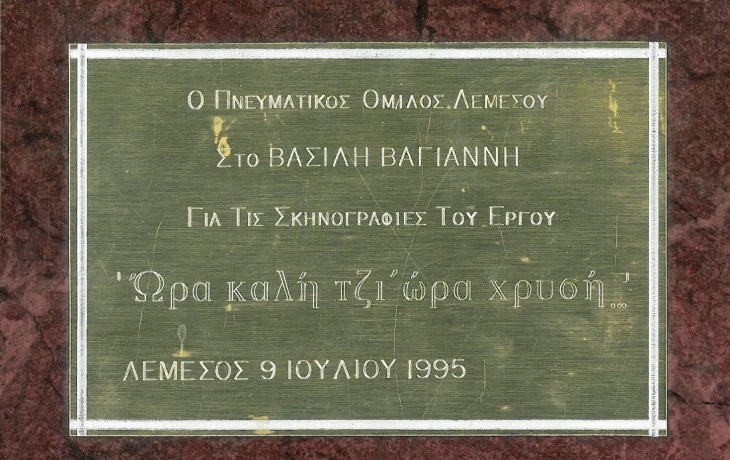 Ο ΠΝΕΥΜΑΤΙΚΟΣ ΟΜΙΛΟΣ ΛΕΜΕΣΟΥ
ΣΤΟ ΒΑΣΙΛΗ ΒΑΓΙΑΝΝΗ
ΓΙΑ ΤΙΣ ΣΚΗΝΟΓΡΑΦΙΕΣ ΤΟΥ ΕΡΓΟΥ
'Ὥρα καλή τζι΄ώρα χρυσή...'
ΛΕΜΕΣΟΣ 9 ΙΟΥΛΙΟΥ 1995